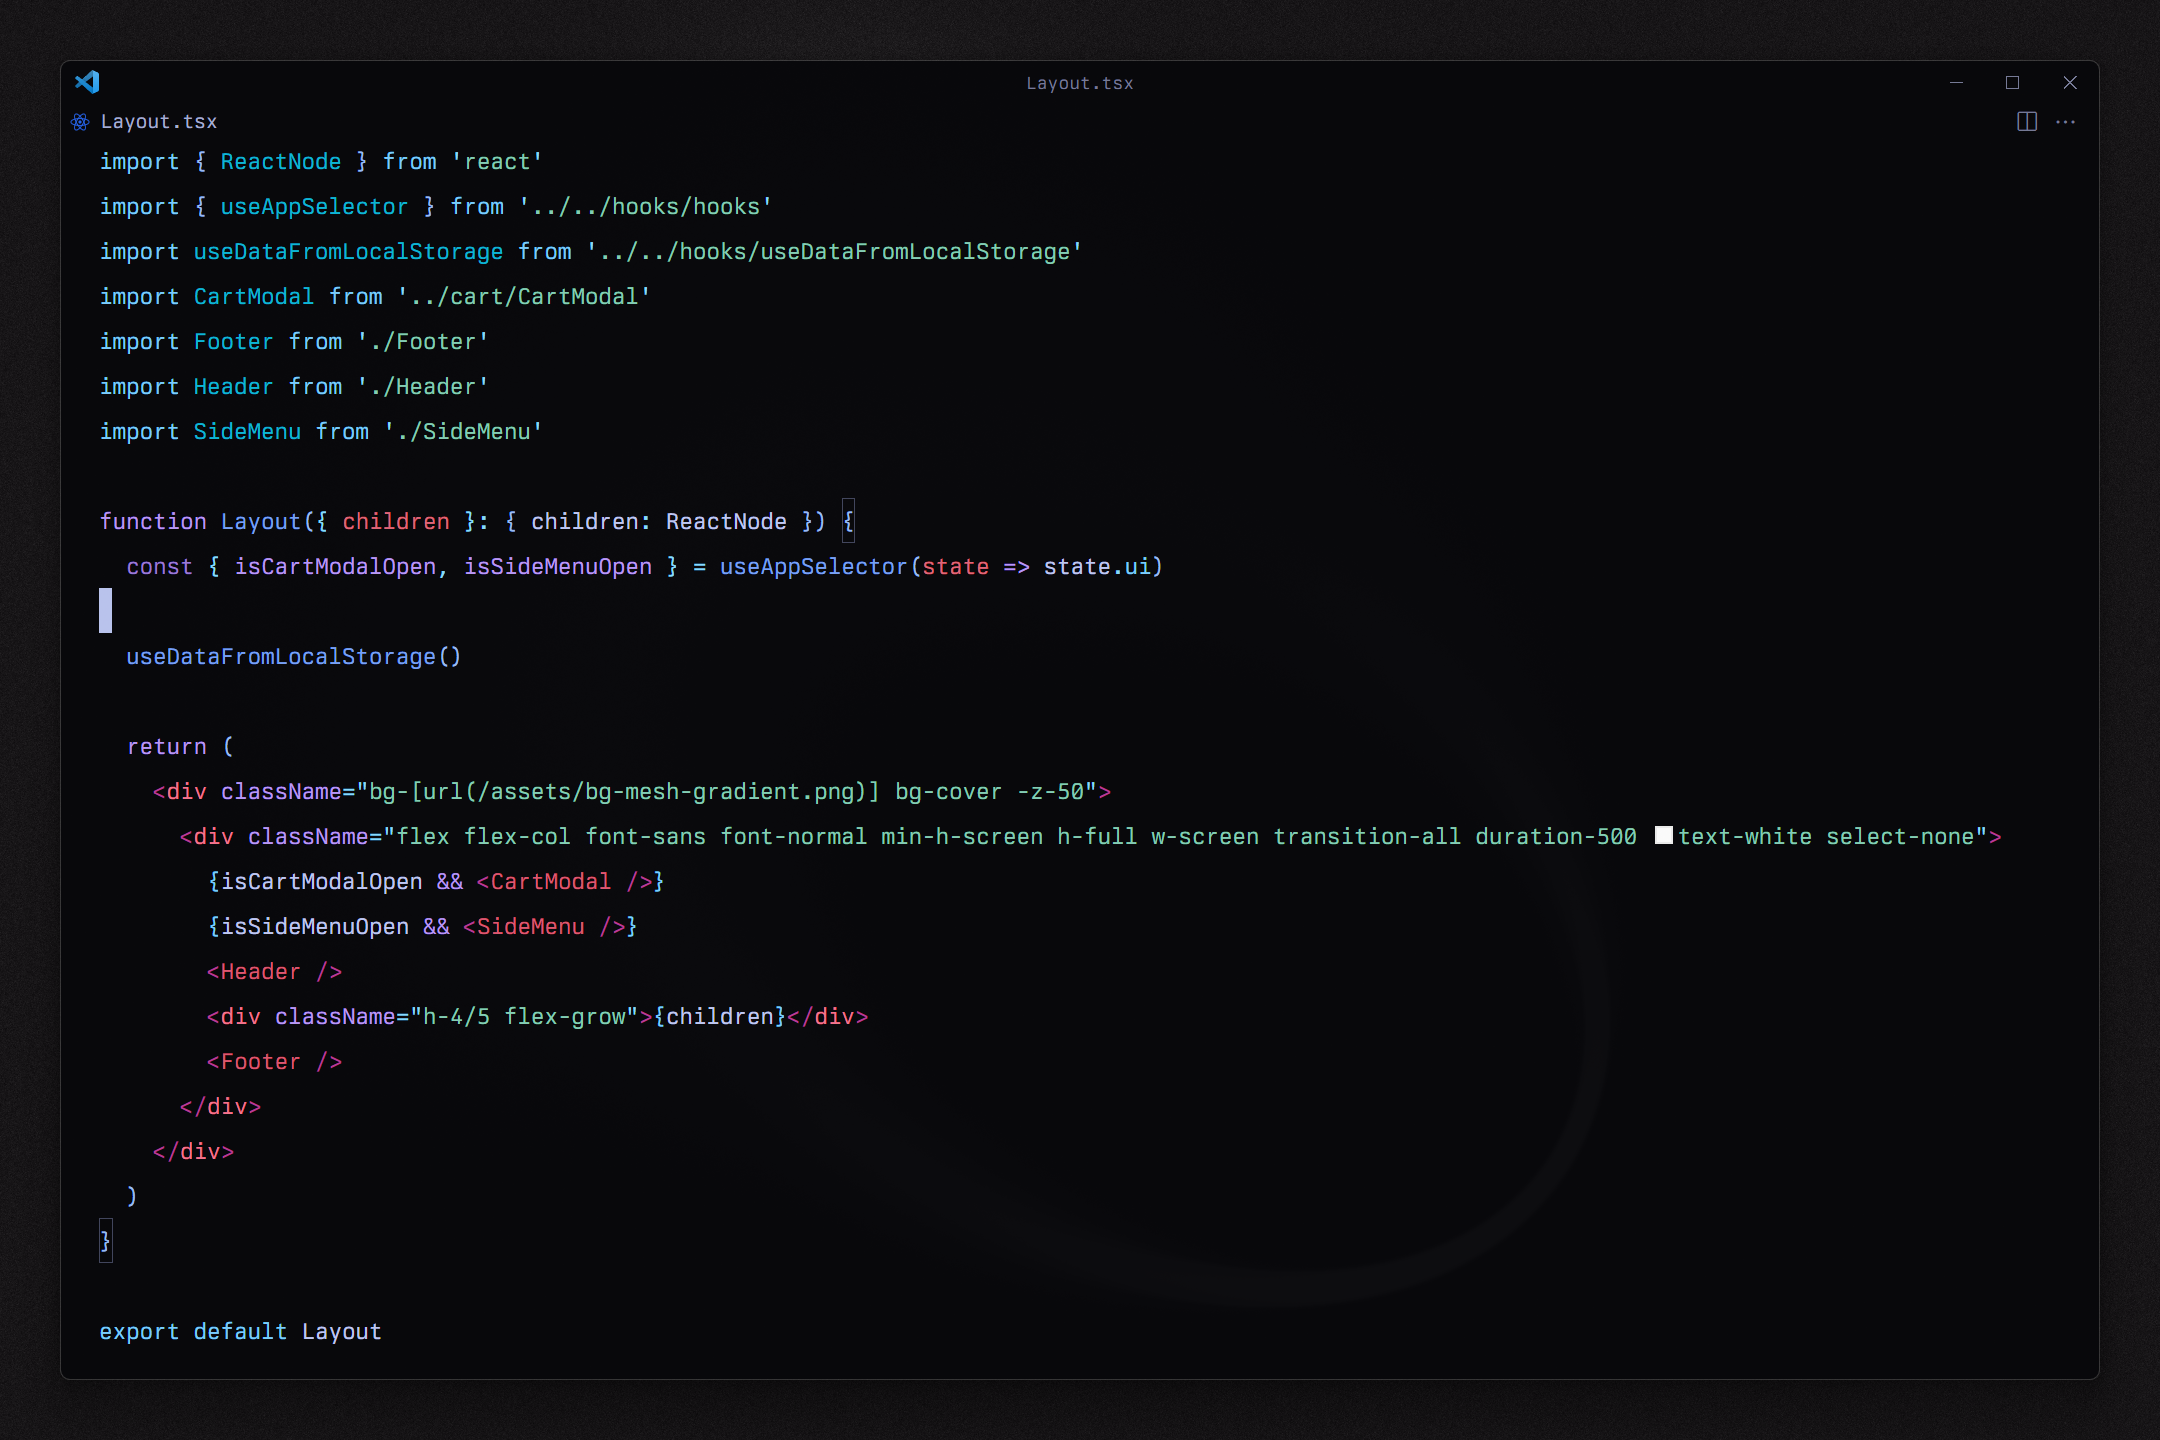 Layout.tsx
Layout.tsx
import { ReactNode } from 'react'
import { useAppSelector } from '../../hooks/hooks'
import useDataFromLocalStorage from '../../hooks/useDataFromLocalStorage'
import CartModal from '../cart/CartModal'
import Footer from './Footer'
import Header from './Header'
import SideMenu from './SideMenu'
function Layout({ children }: { children: ReactNode }) {
  const { isCartModalOpen, isSideMenuOpen } = useAppSelector(state => state.ui)
  useDataFromLocalStorage()
  return (
    <div className="bg-[url(/assets/bg-mesh-gradient.png)] bg-cover -z-50">
      <div className="flex flex-col font-sans font-normal min-h-screen h-full w-screen transition-all duration-500 text-white select-none">
        {isCartModalOpen && <CartModal />}
        {isSideMenuOpen && <SideMenu />}
        <Header />
        <div className="h-4/5 flex-grow">{children}</div>
        <Footer />
      </div>
    </div>
  )
}
export default Layout